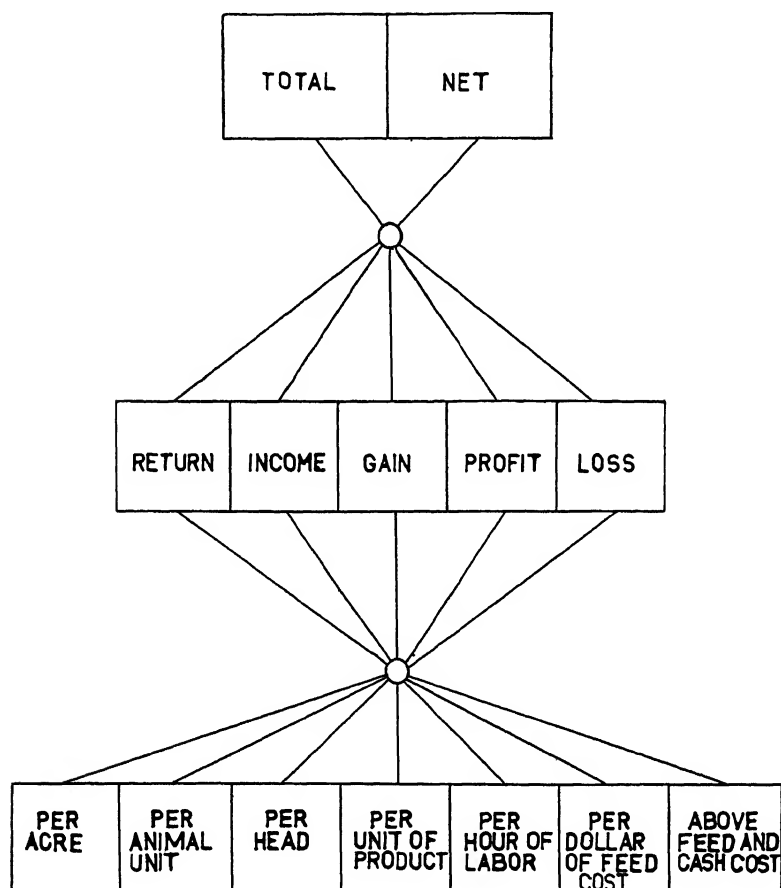 TOTAL NET
RETURN INCOME GAIN PROFIT LOSS
PER ACRE
PER ANIMAL UNIT
PER HEAD
PER UNIT OF PRODUCT
PER HOUR OF LABOR
PER DOLLAR OF FEED COST
ABOVE FEED AND CASH COST